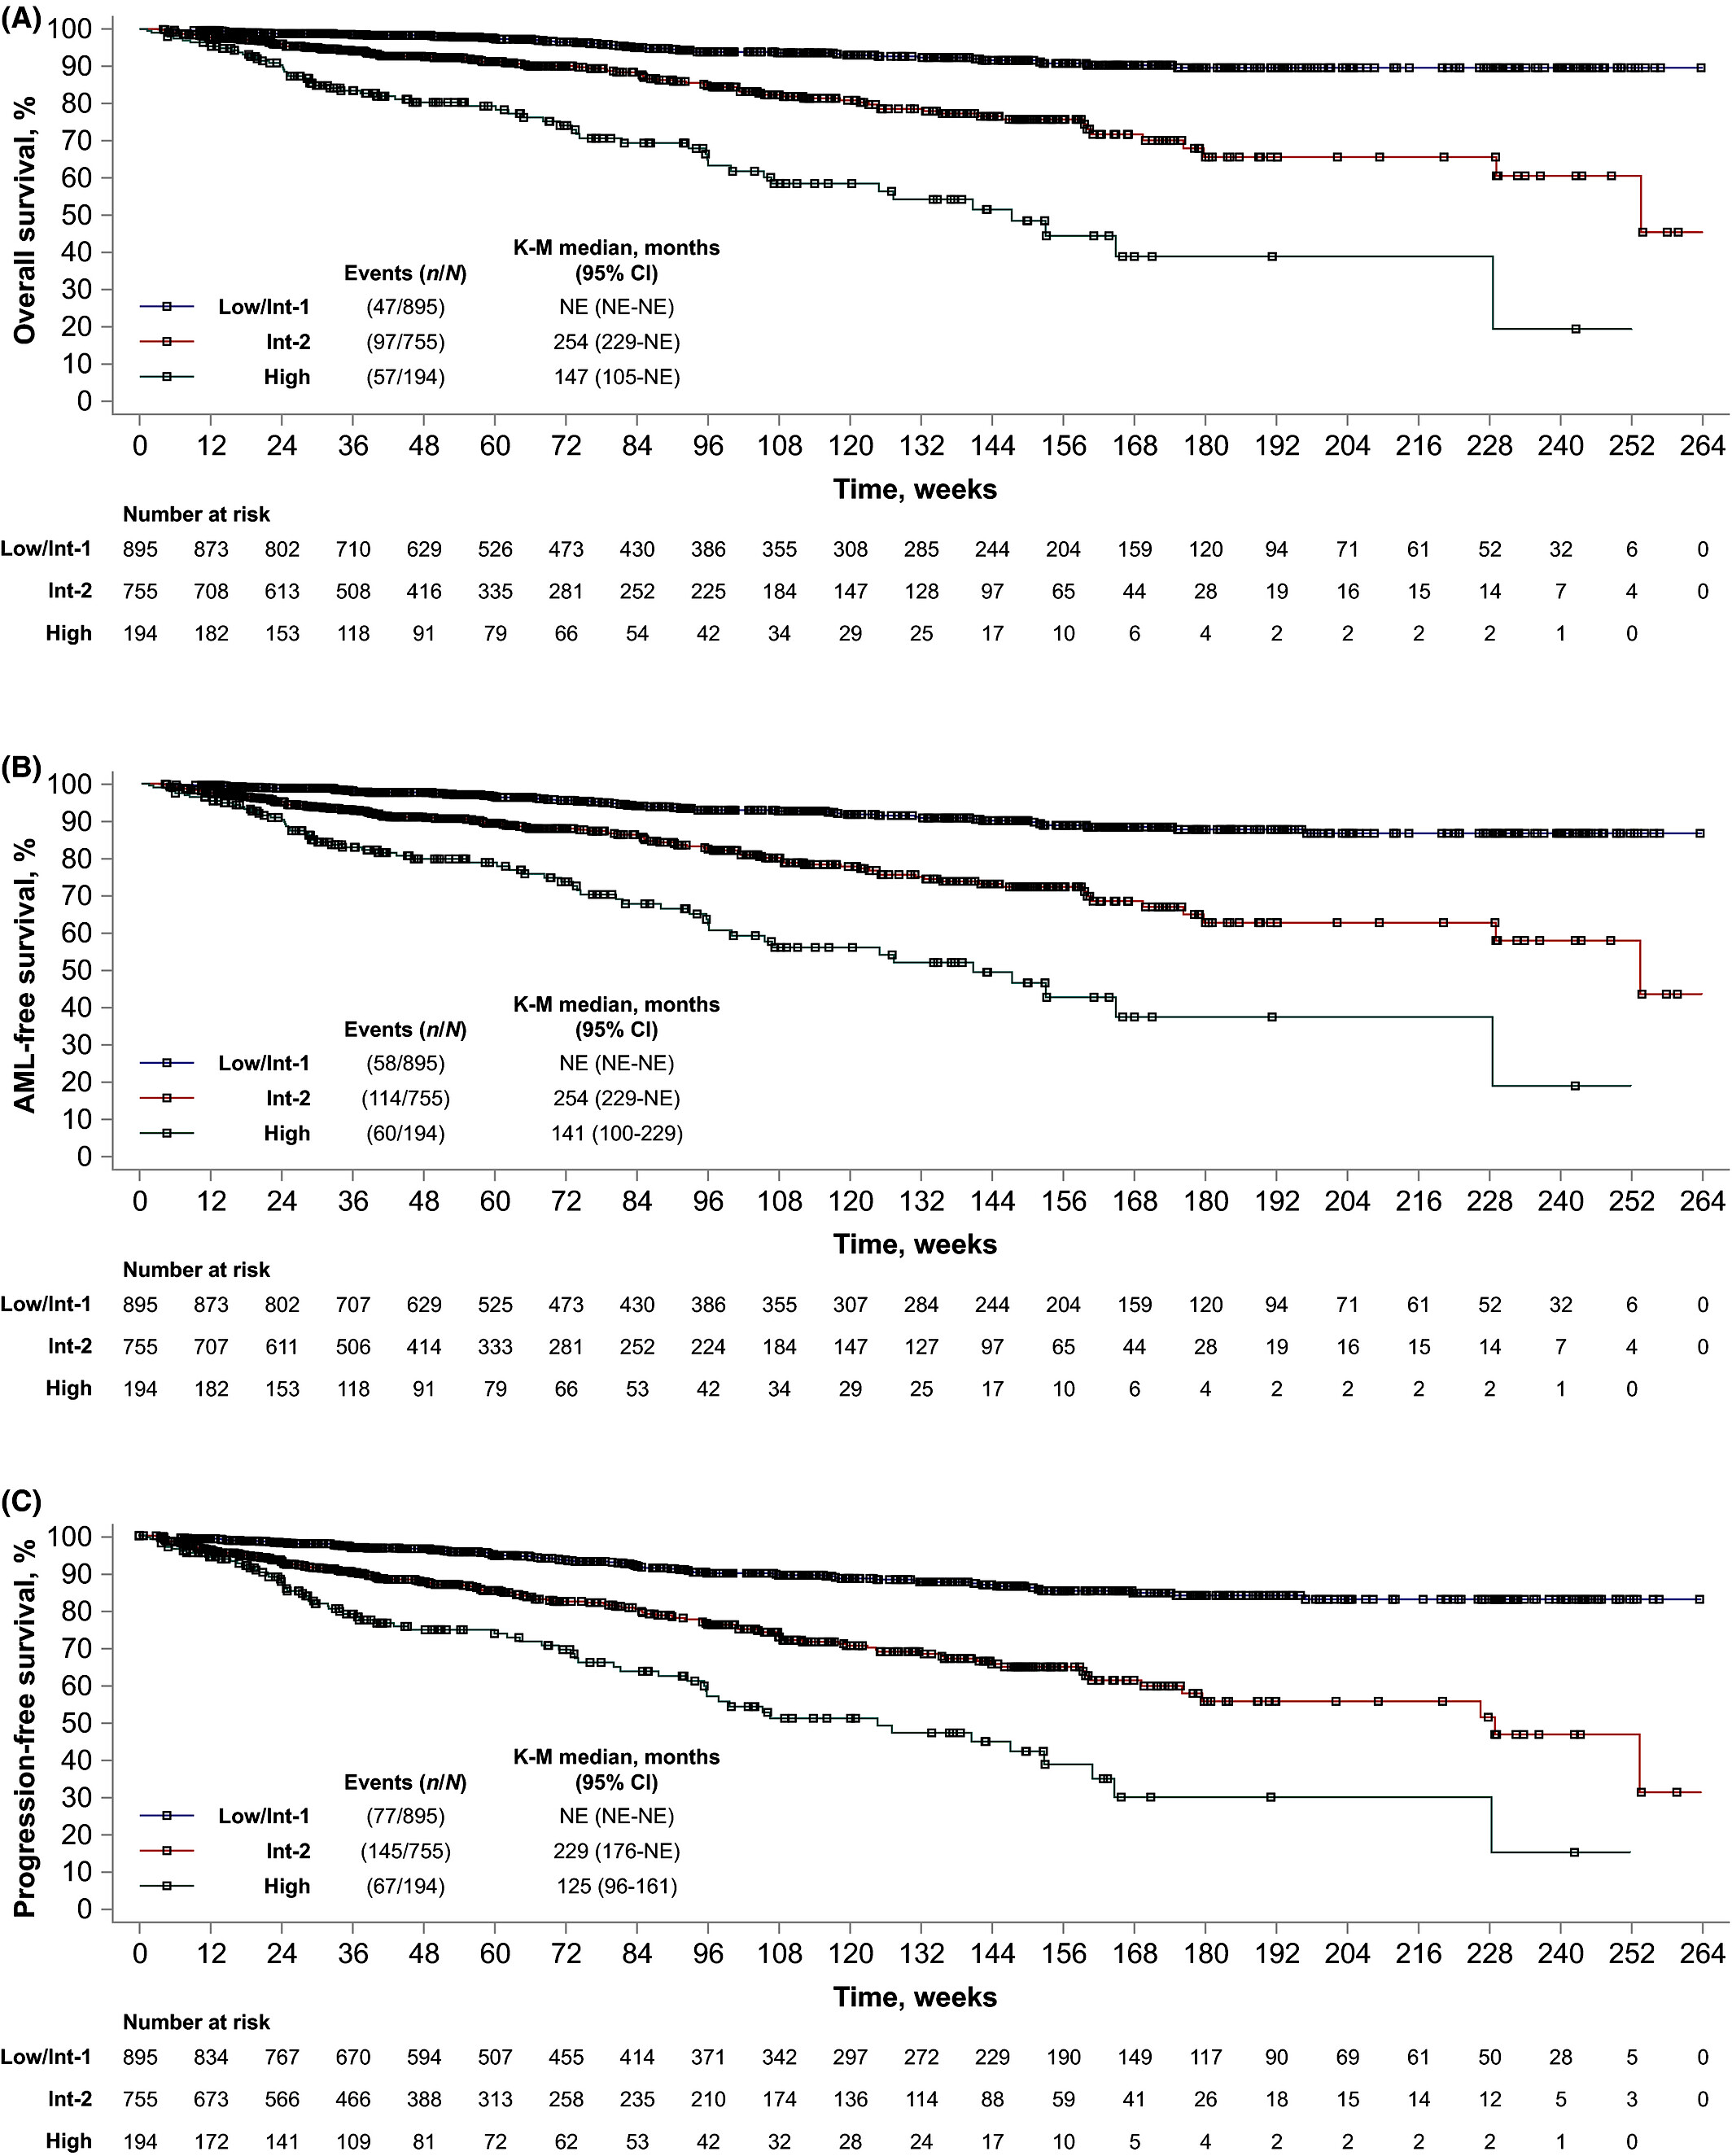 (A)
Overall survival, %
100
90
80
70
60
50
40
30
20
10
0
K-M median, months
Events (n/N) (95% CI)
Low/Int-1 (47/895) NE (NE-NE)
Int-2 (97/755) 254 (229-NE)
High (57/194) 147 (105-NE)
0 12 24 36 48 60 72 84 96 108 120 132 144 156 168 180 192 204 216 228 240 252 264
Time, weeks
Number at risk
Low/Int-1 895 873 802 710 629 526 473 430 386 355 308 285 244 204 159 120 94 71 61 52 32 6 0
Int-2 755 708 613 508 416 335 281 252 225 184 147 128 97 65 44 28 19 16 15 14 7 4 0
High 194 182 153 118 91 79 66 54 42 34 29 25 17 10 6 4 2 2 2 2 1 0
(B)
AML-free survival, %
100
90
80
70
60
50
40
30
20
10
0
K-M median, months
Events (n/N) (95% CI)
Low/Int-1 (58/895) NE (NE-NE)
Int-2 (114/755) 254 (229-NE)
High (60/194) 141 (100-229)
0 12 24 36 48 60 72 84 96 108 120 132 144 156 168 180 192 204 216 228 240 252 264
Time, weeks
Number at risk
Low/Int-1 895 873 802 707 629 525 473 430 386 355 307 284 244 204 159 120 94 71 61 52 32 6 0
Int-2 755 707 611 506 414 333 281 252 224 184 147 127 97 65 44 28 19 16 15 14 7 4 0
High 194 182 153 118 91 79 66 53 42 34 29 25 17 10 6 4 2 2 2 2 1 0
(C)
Progression-free survival, %
100
90
80
70
60
50
40
30
20
10
0
K-M median, months
Events (n/N) (95% CI)
Low/Int-1 (77/895) NE (NE-NE)
Int-2 (145/755) 229 (176-NE)
High (67/194) 125 (96-161)
0 12 24 36 48 60 72 84 96 108 120 132 144 156 168 180 192 204 216 228 240 252 264
Time, weeks
Number at risk
Low/Int-1 895 834 767 670 594 507 455 414 371 342 297 272 229 190 149 117 90 69 61 50 28 5 0
Int-2 755 673 566 466 388 313 258 235 210 174 136 114 88 59 41 26 18 15 14 12 5 3 0
High 194 172 141 109 81 72 62 53 42 32 28 24 17 10 5 4 2 2 2 2 1 0